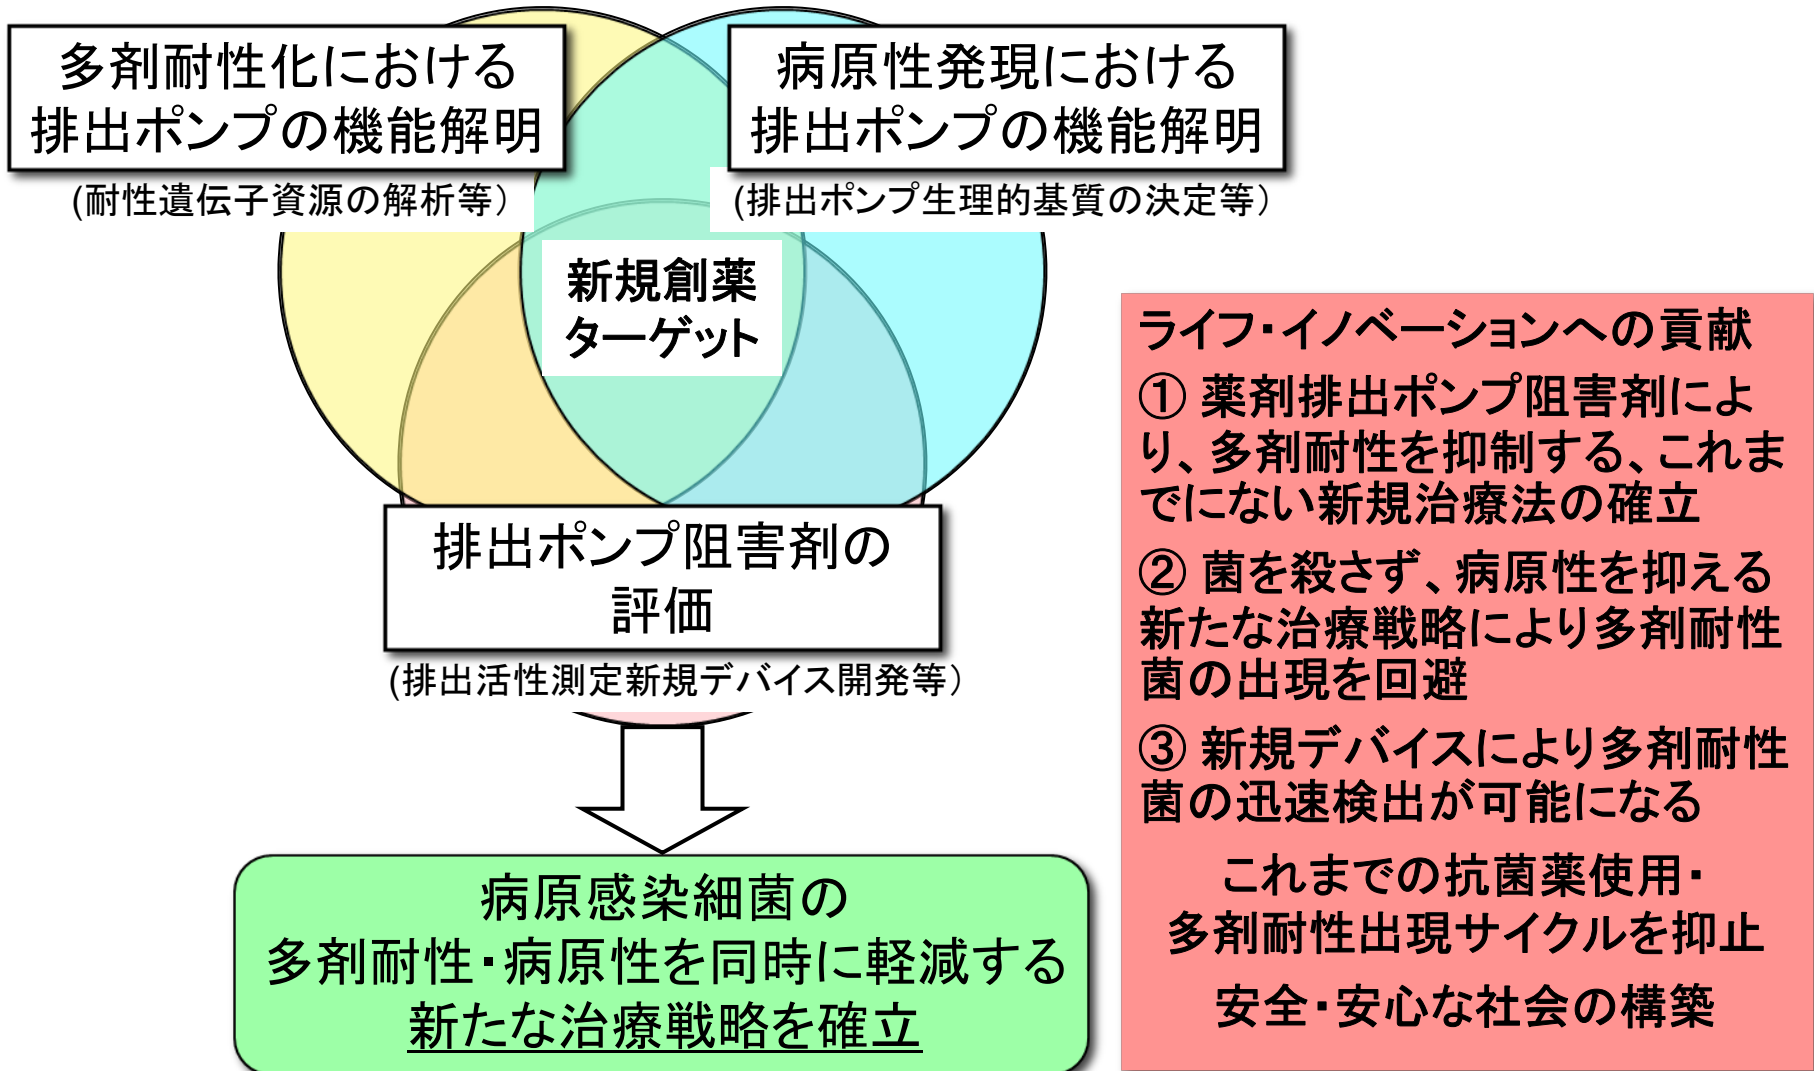 多剤耐性化における
排出ポンプの機能解明
(耐性遺伝子資源の解析等）
病原性発現における
排出ポンプの機能解明
(排出ポンプ生理的基質の決定等）
新規創薬
ターゲット
排出ポンプ阻害剤の
評価
(排出活性測定新規デバイス開発等）
病原感染細菌の
多剤耐性・病原性を同時に軽減する
新たな治療戦略を確立
ライフ・イノベーションへの貢献
① 薬剤排出ポンプ阻害剤によ
り、多剤耐性を抑制する、これま
でにない新規治療法の確立
② 菌を殺さず、病原性を抑える
新たな治療戦略により多剤耐性
菌の出現を回避
③ 新規デバイスにより多剤耐性
菌の迅速検出が可能になる
これまでの抗菌薬使用・
多剤耐性出現サイクルを抑止
安全・安心な社会の構築